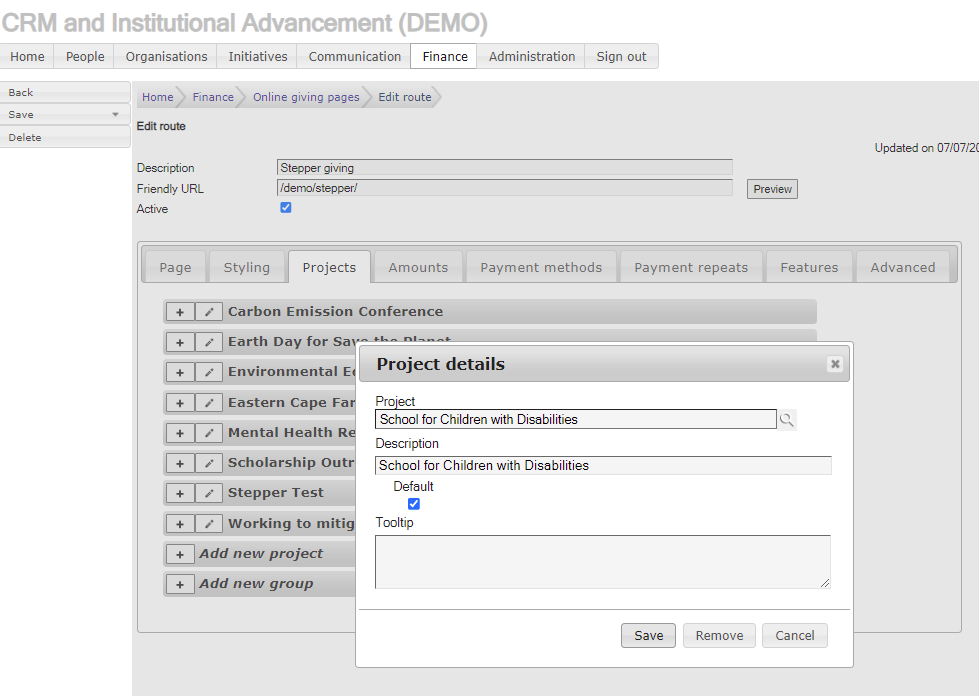 CRM and Institutional Advancement (DEMO)
Home People Organisations Initiatives Communication Finance Administration Sign out
Back
Save
Delete
Home Finance Online giving pages Edit route
Edit route
Updated on 07/07/20
Description Stepper giving
Friendly URL /demo/stepper/ Preview
Active
Page Styling Projects Amounts Payment methods Payment repeats Features Advanced
+ Carbon Emission Conference
+ Earth Day for Save the Planet
+ Environmental
+ Eastern Cape Far
+ Mental Health Re
+ Scholarship Outr
+ Stepper Test
+ Working to mitig
+ Add new project
+ Add new group
Project details
Project
School for Children with Disabilities
Description
School for Children with Disabilities
Default
Tooltip
Save Remove Cancel